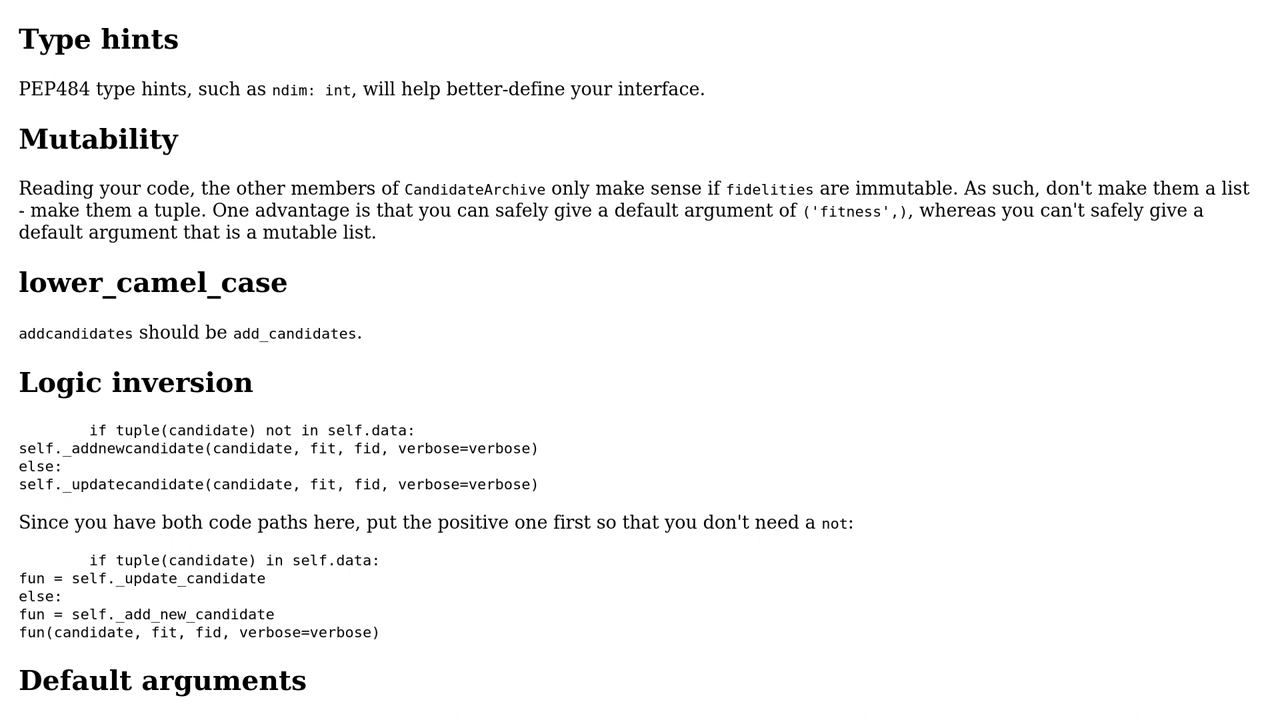 Type hints
PEP484 type hints, such as ndim: int, will help better-define your interface.
Mutability
Reading your code, the other members of CandidateArchive only make sense if fidelities are immutable. As such, don't make them a list
- make them a tuple. One advantage is that you can safely give a default argument of ('fitness',), whereas you can't safely give a
default argument that is a mutable list.
lower_camel_case
addcandidates should be add_candidates.
Logic inversion
if tuple(candidate) not in self.data:
self._addnewcandidate(candidate, fit, fid, verbose=verbose)
else:
self._updatecandidate(candidate, fit, fid, verbose=verbose)
Since you have both code paths here, put the positive one first so that you don't need a not:
if tuple(candidate) in self.data:
fun = self._update_candidate
else:
fun = self._add_new_candidate
fun(candidate, fit, fid, verbose=verbose)
Default arguments